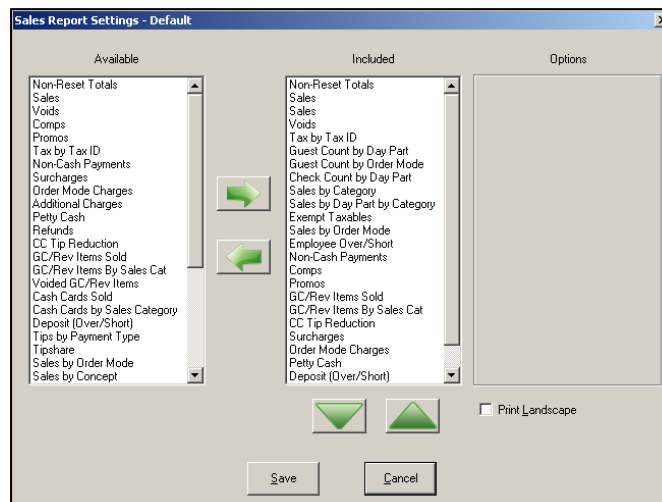 Sales Report Settings - Default
Available
Non-Reset Totals
Sales
Voids
Comps
Promos
Tax by Tax ID
Non-Cash Payments
Surcharges
Order Mode Charges
Additional Charges
Petty Cash
Refunds
CC Tip Reduction
GC/Rev Items Sold
GC/Rev Items By Sales Cat
Voided GC/Rev Items
Cash Cards Sold
Cash Cards by Sales Category
Deposit (Over/Short)
Tips by Payment Type
Tipshare
Sales by Order Mode
Sales by Concept
Included
Non-Reset Totals
Sales
Sales
Voids
Tax by Tax ID
Guest Count by Day Part
Guest Count by Order Mode
Check Count by Day Part
Sales by Category
Sales by Day Part by Category
Exempt Taxables
Sales by Order Mode
Employee Over/Short
Non-Cash Payments
Comps
Promos
GC/Rev Items Sold
GC/Rev Items By Sales Cat
CC Tip Reduction
Surcharges
Order Mode Charges
Petty Cash
Deposit (Over/Short)
Options
Print Landscape
Save
Cancel